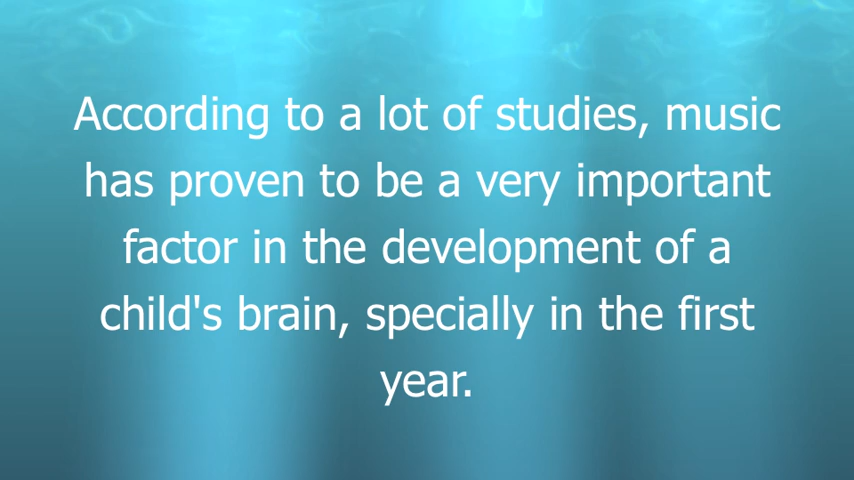 According to a lot of studies, music
has proven to be a very important
factor in the development of a
child's brain, specially in the first
year.